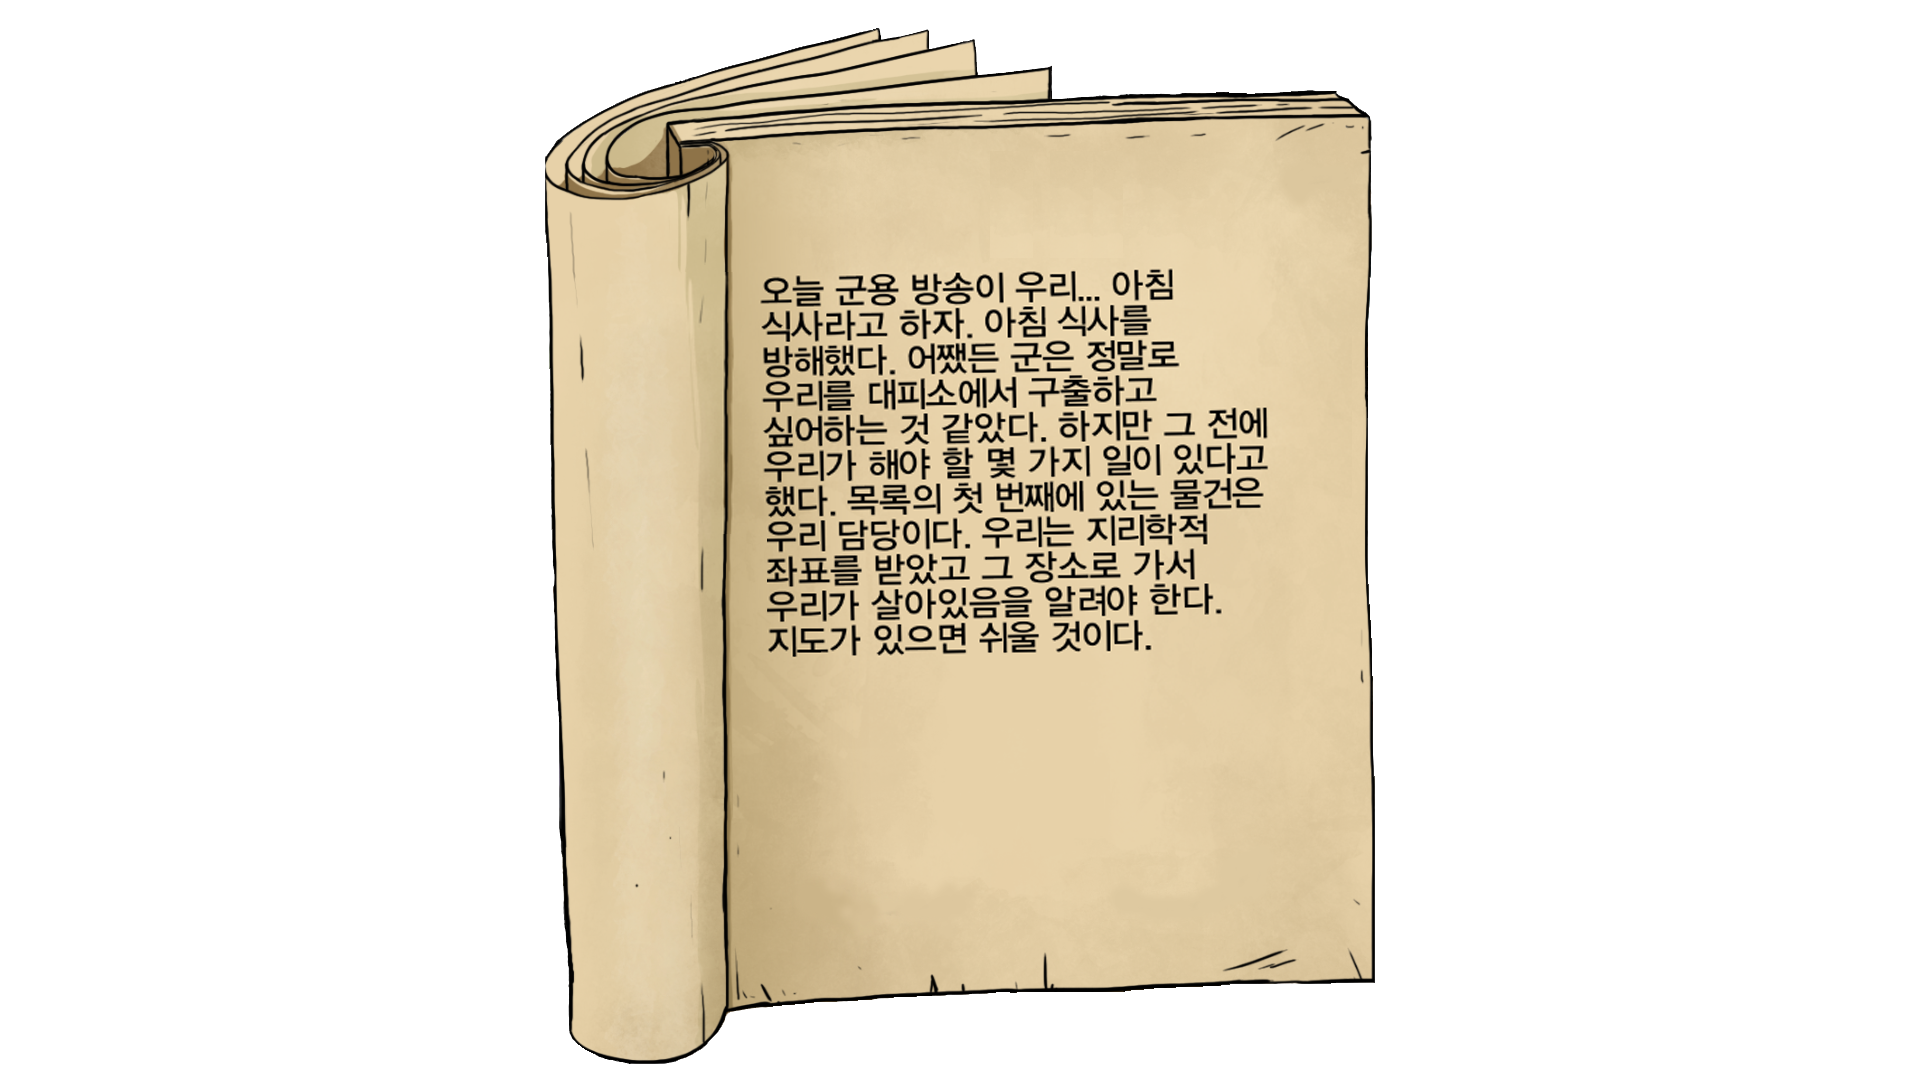 오늘 군용 방송이 우리... 아침
식사라고 하자. 아침 식사를
방해했다. 어쨌든 군은 정말로
우리를 대피소에서 구출하고
싶어하는 것 같았다. 하지만 그 전에
우리가 해야 할 몇 가지 일이 있다고
했다. 목록의 첫 번째에 있는 물건은
우리 담당이다. 우리는 지리학적
좌표를 받았고 그 장소로 가서
우리가 살아있음을 알려야 한다.
지도가 있으면 쉬울 것이다.